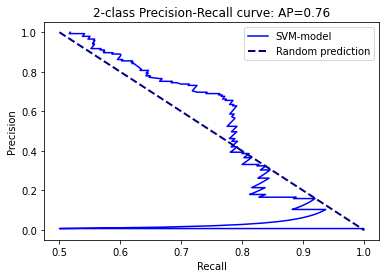 2-class Precision-Recall curve: AP=0.76
SVM-model
Random prediction
Precision
1.0
0.8
0.6
0.4
0.2
0.0
0.5
0.6
0.7
0.8
0.9
1.0
Recall